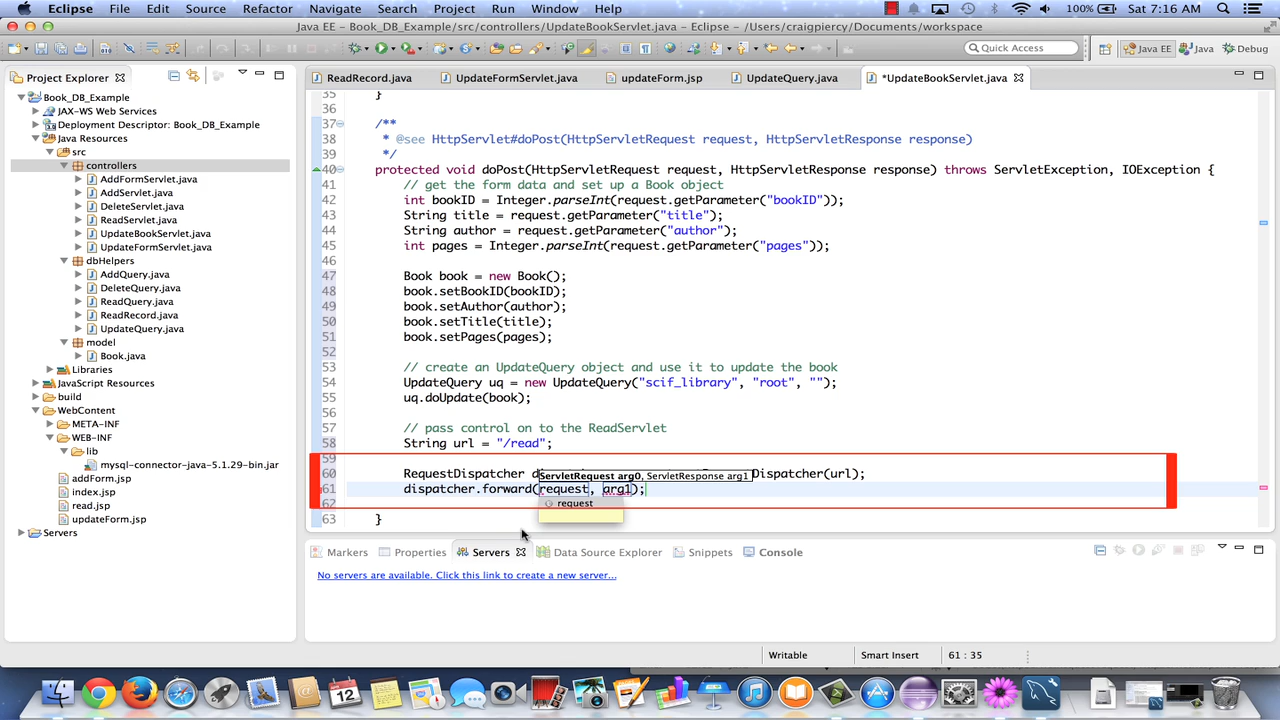 Eclipse File Edit Source Refactor Navigate Search Project Run Window Help 100% Sat 7:16 AM
Java EE - Book_DB_Example/src/controllers/UpdateBookServlet.java - Eclipse - /Users/craigpiercy/Documents/workspace
Quick Access Java EE Java Debug
Project Explorer
Book_DB_Example
JAX-WS Web Services
Deployment Descriptor: Book_DB_Example
Java Resources
src
controllers
AddFormServlet.java
AddServlet.java
DeleteServlet.java
ReadServlet.java
UpdateBookServlet.java
UpdateFormServlet.java
dbHelpers
AddQuery.java
DeleteQuery.java
ReadQuery.java
ReadRecord.java
UpdateQuery.java
model
Book.java
Libraries
JavaScript Resources
build
WebContent
META-INF
WEB-INF
lib
mysql-connector-java-5.1.29-bin.jar
addForm.jsp
index.jsp
read.jsp
updateForm.jsp
Servers
ReadRecord.java UpdateFormServlet.java updateForm.jsp UpdateQuery.java *UpdateBookServlet.java
35 }
36
37 /**
38 * @see HttpServlet#doPost(HttpServletRequest request, HttpServletResponse response)
39 */
40 protected void doPost(HttpServletRequest request, HttpServletResponse response) throws ServletException, IOException {
41 // get the form data and set up a Book object
42 int bookID = Integer.parseInt(request.getParameter("bookID"));
43 String title = request.getParameter("title");
44 String author = request.getParameter("author");
45 int pages = Integer.parseInt(request.getParameter("pages"));
46
47 Book book = new Book();
48 book.setBookID(bookID);
49 book.setAuthor(author);
50 book.setTitle(title);
51 book.setPages(pages);
52
53 // create an UpdateQuery object and use it to update the book
54 UpdateQuery uq = new UpdateQuery("scif_library", "root", "");
55 uq.doUpdate(book);
56
57 // pass control on to the ReadServlet
58 String url = "/read";
59
60 RequestDispatcher d Dispatcher(url);
ServletRequest arg0, ServletResponse arg1
61 dispatcher.forward(request, arg1);
62 request
63 }
Markers Properties Servers Data Source Explorer Snippets Console
No servers are available. Click this link to create a new server...
Writable Smart Insert 61 : 35
12